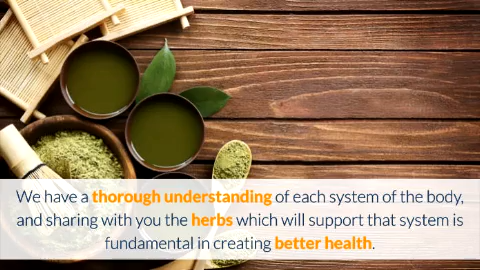 We have a thorough understanding of each system of the body,
and sharing with you the herbs which will support that system is
fundamental in creating better health.